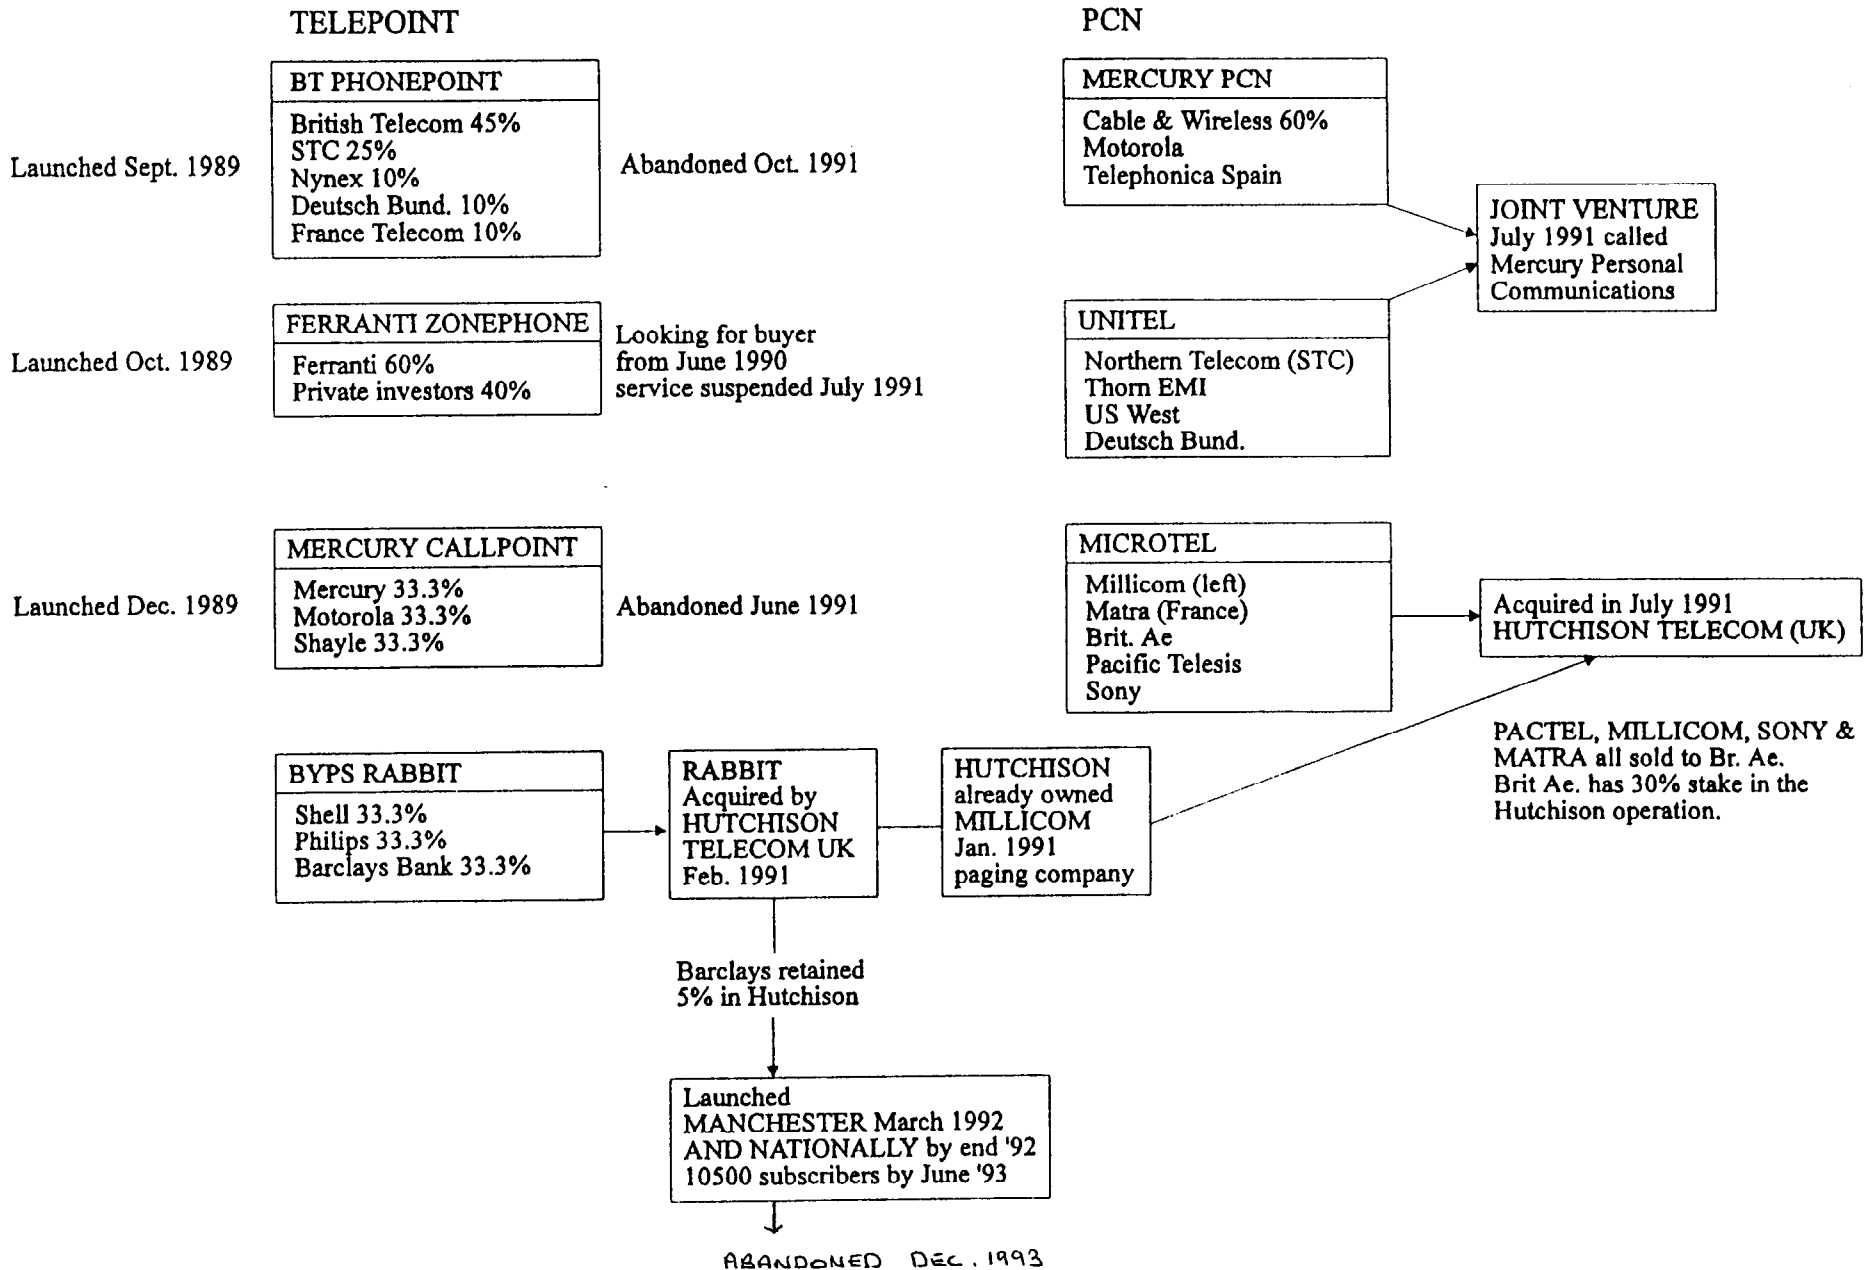 TELEPOINT
BT PHONEPOINT
British Telecom 45%
STC 25%
Nynex 10%
Deutsch Bund. 10%
France Telecom 10%
Launched Sept. 1989
Abandoned Oct. 1991
FERRANTI ZONEPHONE
Ferranti 60%
Private investors 40%
Launched Oct. 1989
Looking for buyer
from June 1990
service suspended July 1991
MERCURY CALLPOINT
Mercury 33.3%
Motorola 33.3%
Shayle 33.3%
Launched Dec. 1989
Abandoned June 1991
BYPS RABBIT
Shell 33.3%
Philips 33.3%
Barclays Bank 33.3%
RABBIT
Acquired by
HUTCHISON
TELECOM UK
Feb. 1991
HUTCHISON
already owned
MILLICOM
Jan. 1991
paging company
Barclays retained
5% in Hutchison
Launched
MANCHESTER March 1992
AND NATIONALLY by end '92
10500 subscribers by June '93
ABANDONED DEC. 1993
PCN
MERCURY PCN
Cable & Wireless 60%
Motorola
Telephonica Spain
JOINT VENTURE
July 1991 called
Mercury Personal
Communications
UNITEL
Northern Telecom (STC)
Thorn EMI
US West
Deutsch Bund.
MICROTEL
Millicom (left)
Matra (France)
Brit. Ae
Pacific Telesis
Sony
Acquired in July 1991
HUTCHISON TELECOM (UK)
PACTEL, MILLICOM, SONY &
MATRA all sold to Br. Ae.
Brit Ae. has 30% stake in the
Hutchison operation.